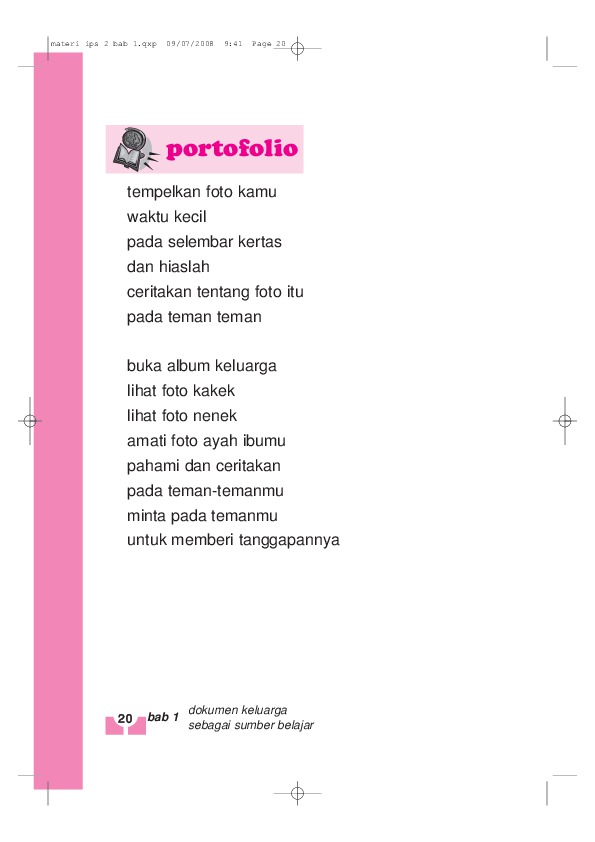 materi ips 2 bab 1.qxp 09/07/2008 9:41 Page 20
portofolio
tempelkan foto kamu
waktu kecil
pada selembar kertas
dan hiaslah
ceritakan tentang foto itu
pada teman teman
buka album keluarga
lihat foto kakek
lihat foto nenek
amati foto ayah ibumu
pahami dan ceritakan
pada teman-temanmu
minta pada temanmu
untuk memberi tanggapannya
20 bab 1 dokumen keluarga
sebagai sumber belajar